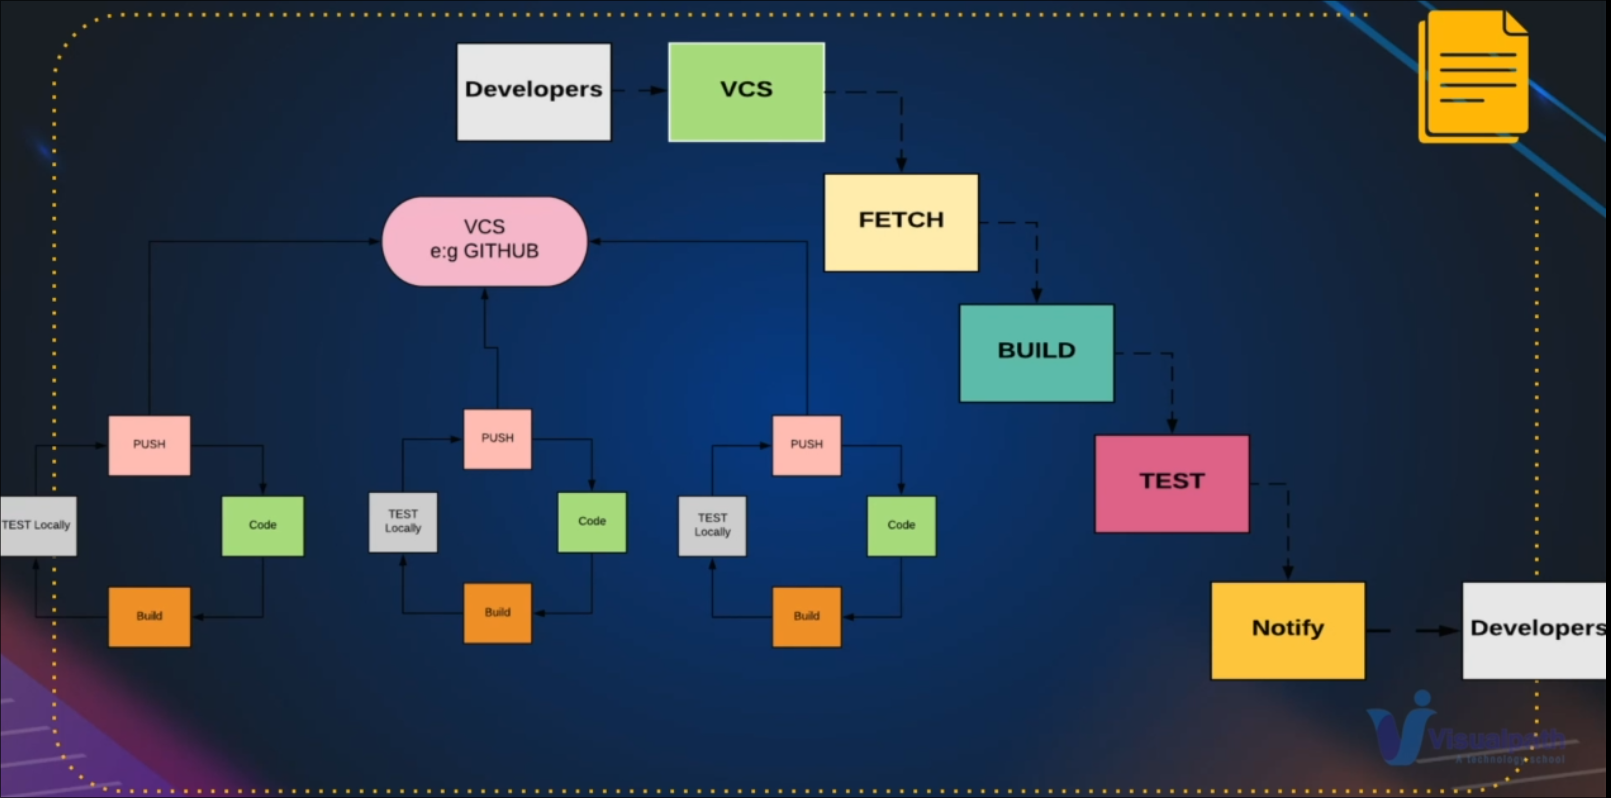 Developers
VCS
FETCH
VCS
e:g GITHUB
BUILD
PUSH
PUSH
PUSH
TEST
TEST Locally
Code
TEST
Locally
Code
TEST
Locally
Code
Build
Build
Build
Notify
Developers
Visualpath
A technology school